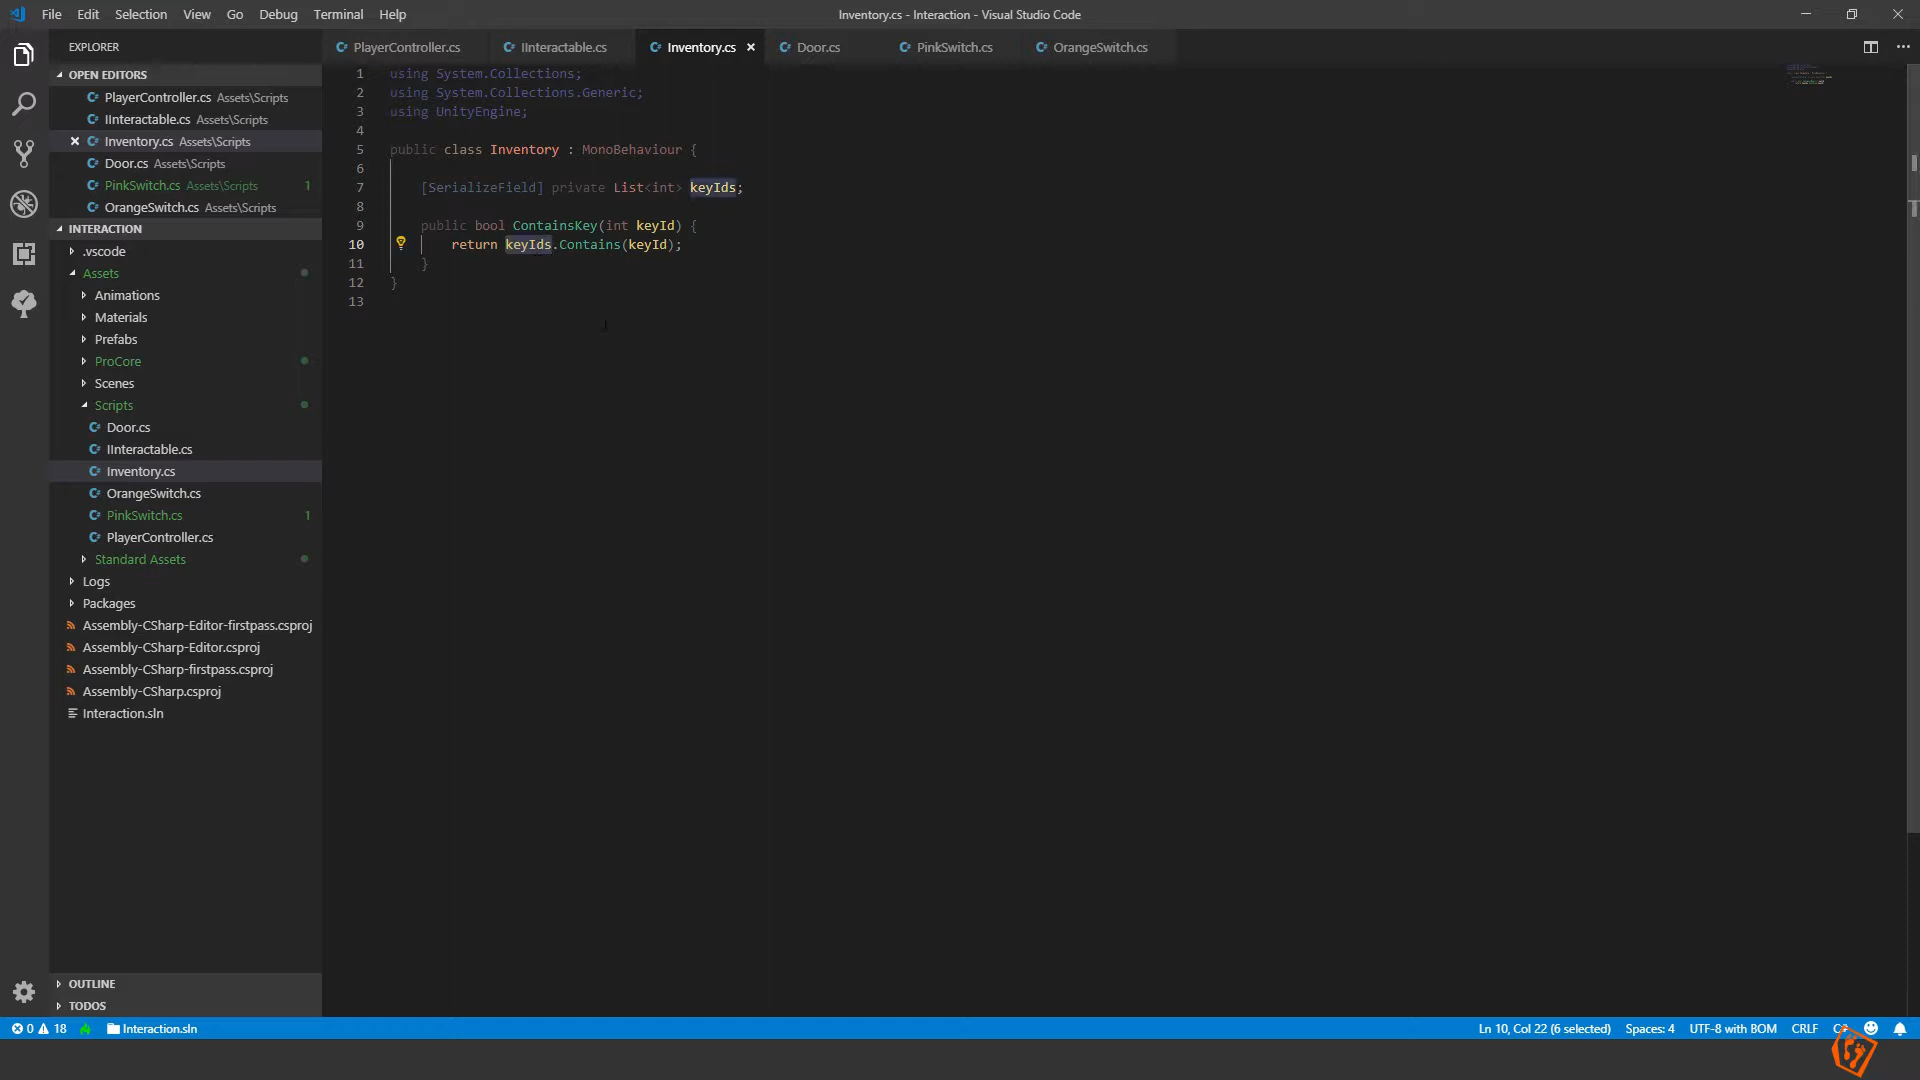 File Edit Selection View Go Debug Terminal Help
Inventory.cs - Interaction - Visual Studio Code
EXPLORER
OPEN EDITORS
PlayerController.cs Assets\Scripts
IInteractable.cs Assets\Scripts
Inventory.cs Assets\Scripts
Door.cs Assets\Scripts
PinkSwitch.cs Assets\Scripts 1
OrangeSwitch.cs Assets\Scripts
INTERACTION
.vscode
Assets
Animations
Materials
Prefabs
ProCore
Scenes
Scripts
Door.cs
IInteractable.cs
Inventory.cs
OrangeSwitch.cs
PinkSwitch.cs 1
PlayerController.cs
Standard Assets
Logs
Packages
Assembly-CSharp-Editor-firstpass.csproj
Assembly-CSharp-Editor.csproj
Assembly-CSharp-firstpass.csproj
Assembly-CSharp.csproj
Interaction.sln
OUTLINE
TODOS
PlayerController.cs IInteractable.cs Inventory.cs Door.cs PinkSwitch.cs OrangeSwitch.cs
1 using System.Collections;
2 using System.Collections.Generic;
3 using UnityEngine;
4
5 public class Inventory : MonoBehaviour {
6
7 [SerializeField] private List<int> keyIds;
8
9 public bool ContainsKey(int keyId) {
10 return keyIds.Contains(keyId);
11 }
12 }
13
0 18 Interaction.sln
Ln 10, Col 22 (6 selected) Spaces: 4 UTF-8 with BOM CRLF